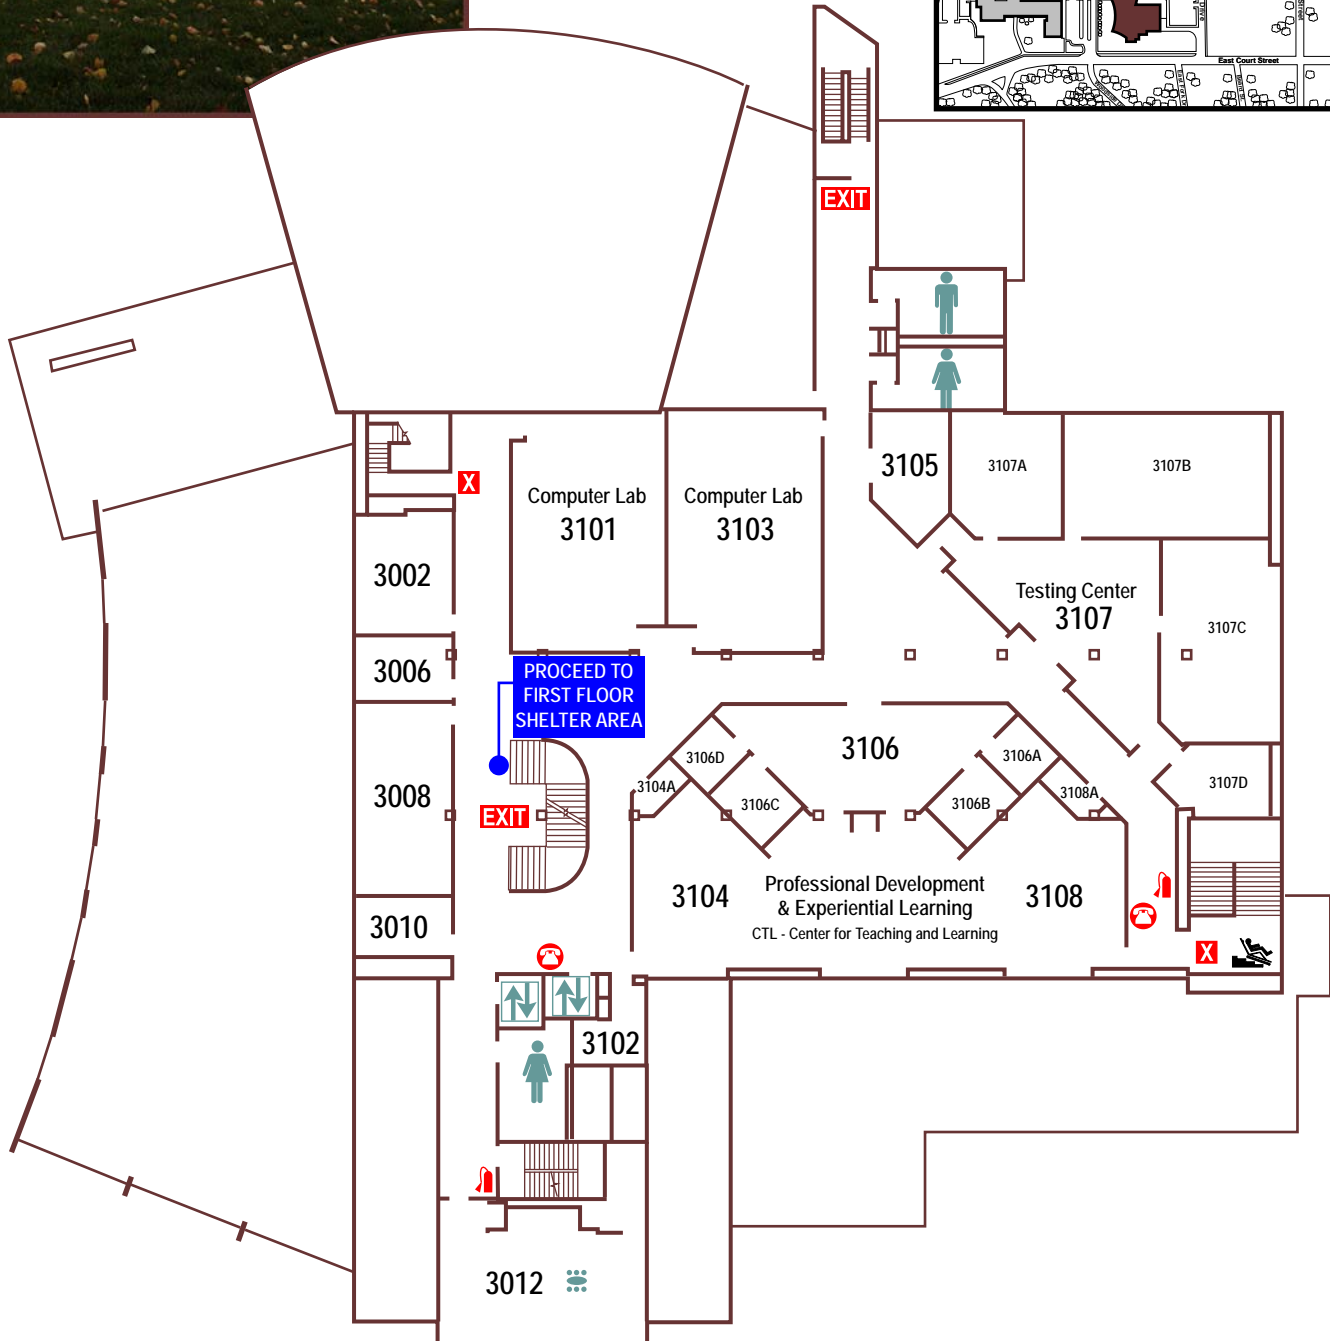 East Court Street
EXIT
3105
3107A
3107B
X
Computer Lab
3101
Computer Lab
3103
3002
Testing Center
3107
3107C
3006
PROCEED TO
FIRST FLOOR
SHELTER AREA
3106
3106D
3106A
3104A
3108A
3107D
3008
3106C
3106B
EXIT
3104
Professional Development
& Experiential Learning
CTL - Center for Teaching and Learning
3108
3010
X
3102
3012